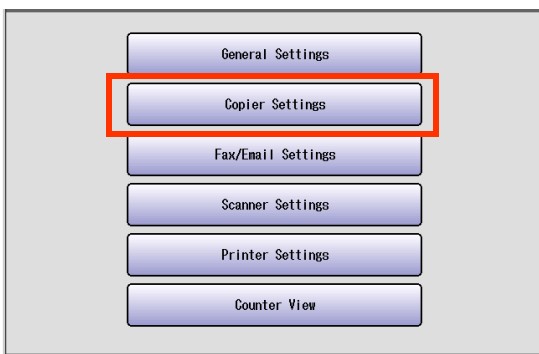 General Settings
Copier Settings
Fax/Email Settings
Scanner Settings
Printer Settings
Counter View